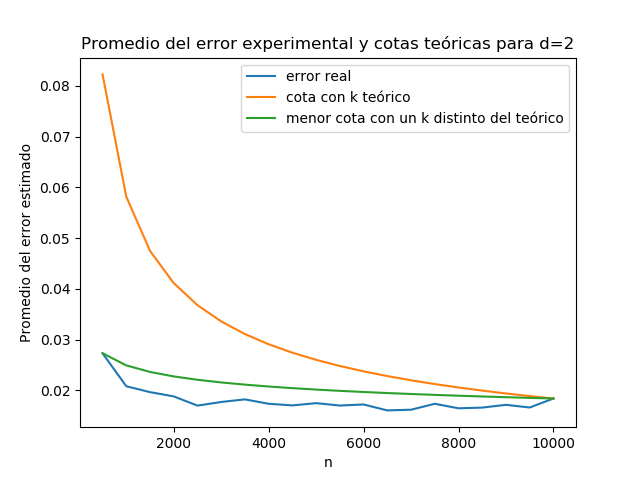 Promedio del error experimental y cotas teóricas para d=2
error real
cota con k teórico
menor cota con un k distinto del teórico
Promedio del error estimado
0.08
0.07
0.06
0.05
0.04
0.03
0.02
2000
4000
6000
8000
10000
n